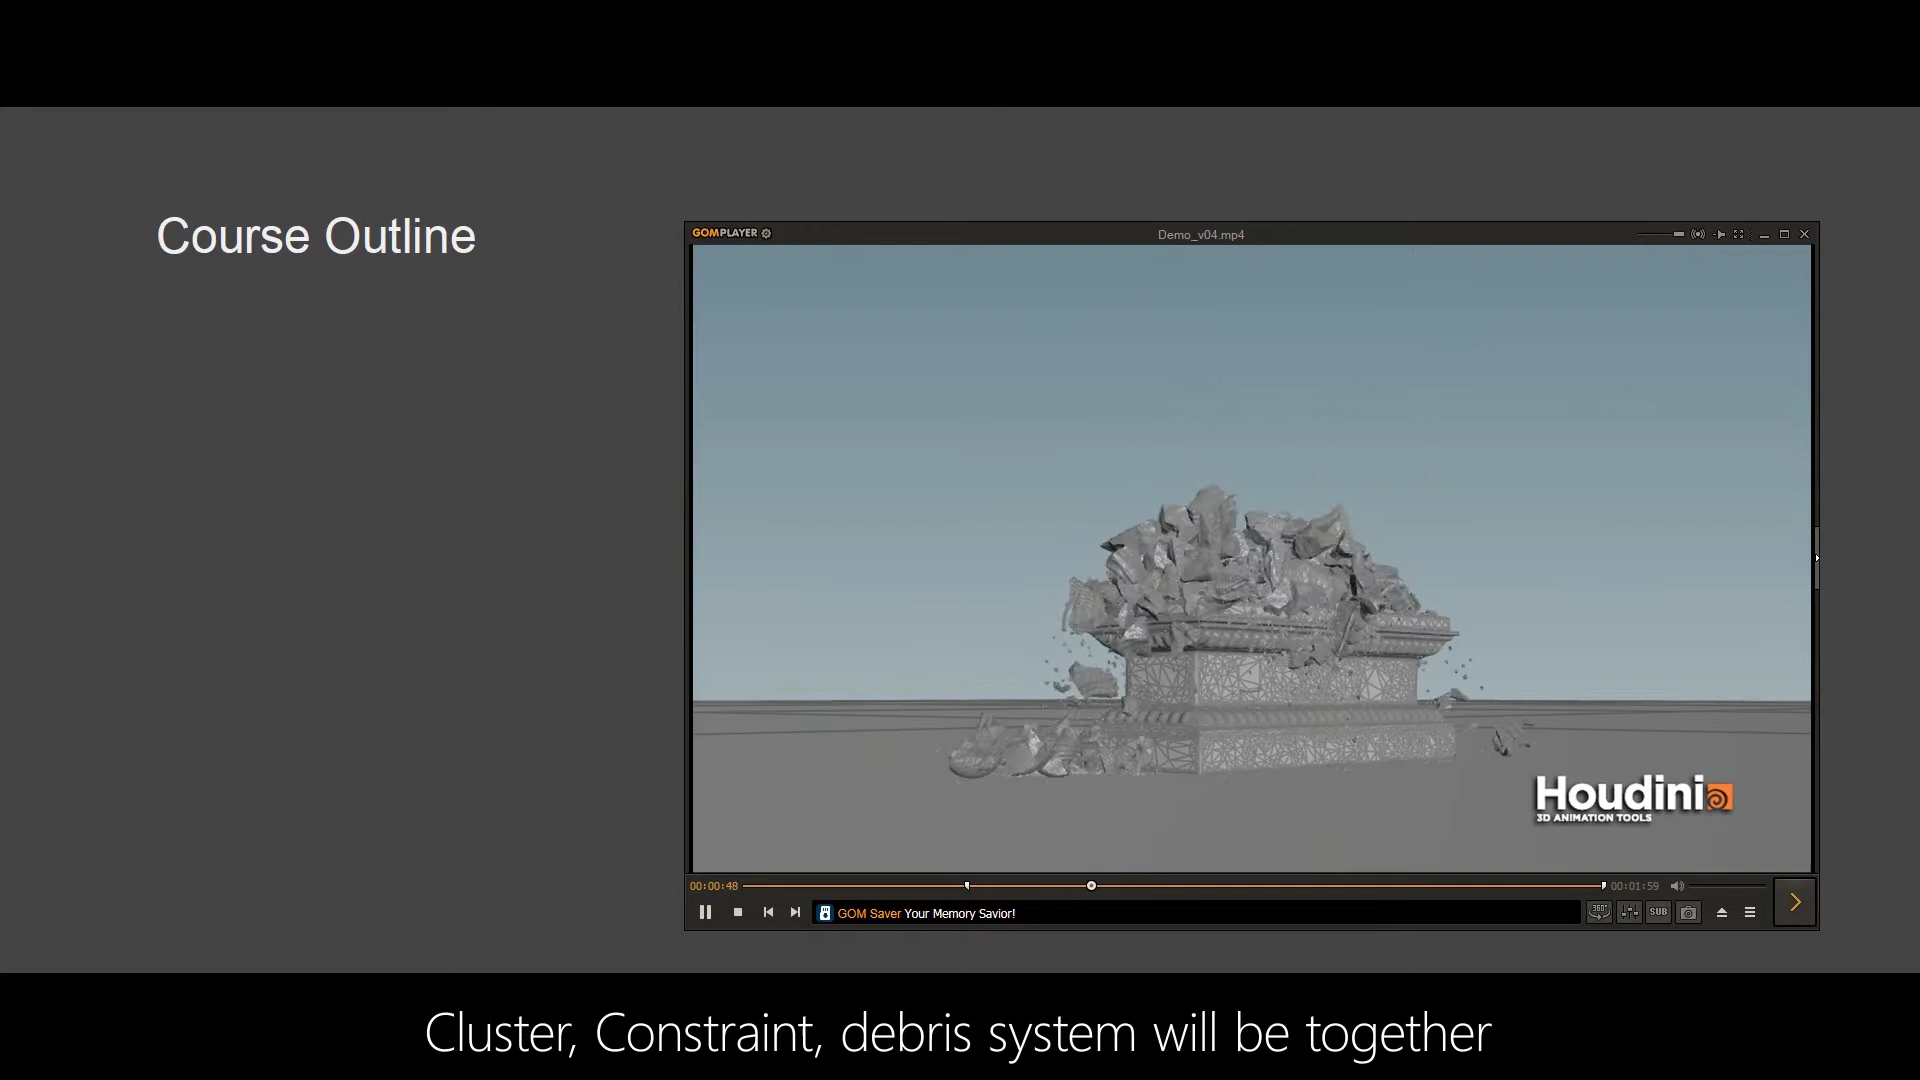 Course Outline
GOMPLAYER
Demo_v04.mp4
Houdini
3D ANIMATION TOOLS
00:00:48
00:01:59
GOM Saver Your Memory Savior!
360°
SUB
Cluster, Constraint, debris system will be together